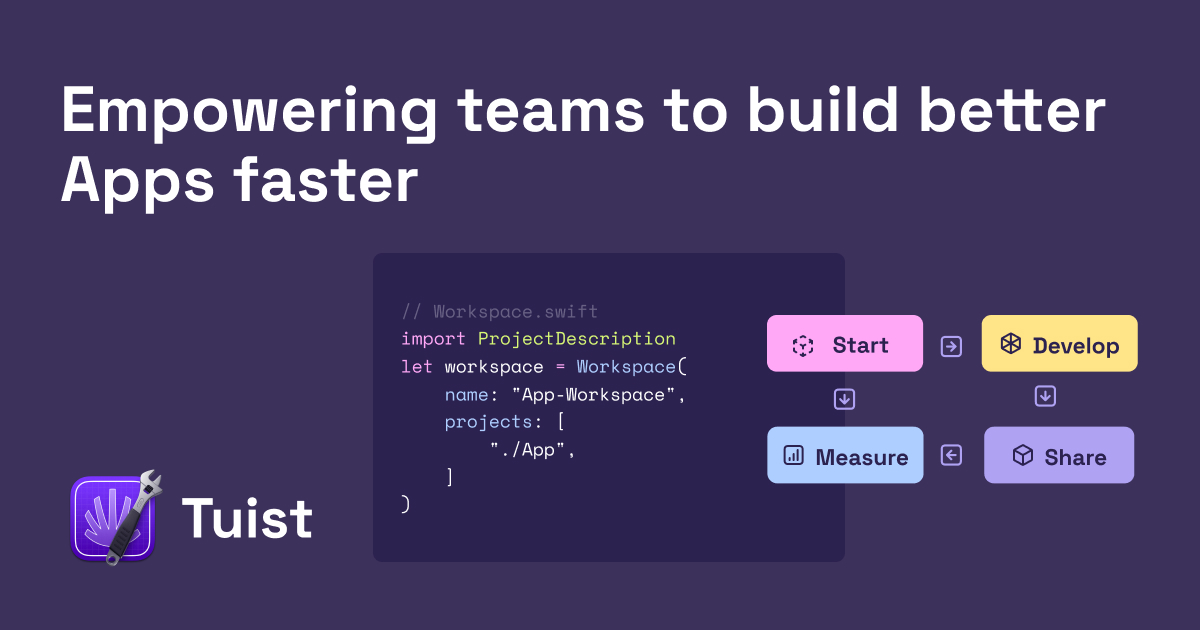 Empowering teams to build better
Apps faster
// Workspace.swift
import ProjectDescription
let workspace = Workspace(
    name: "App-Workspace",
    projects: [
        "./App",
    ]
)
Start
Develop
Measure
Share
Tuist